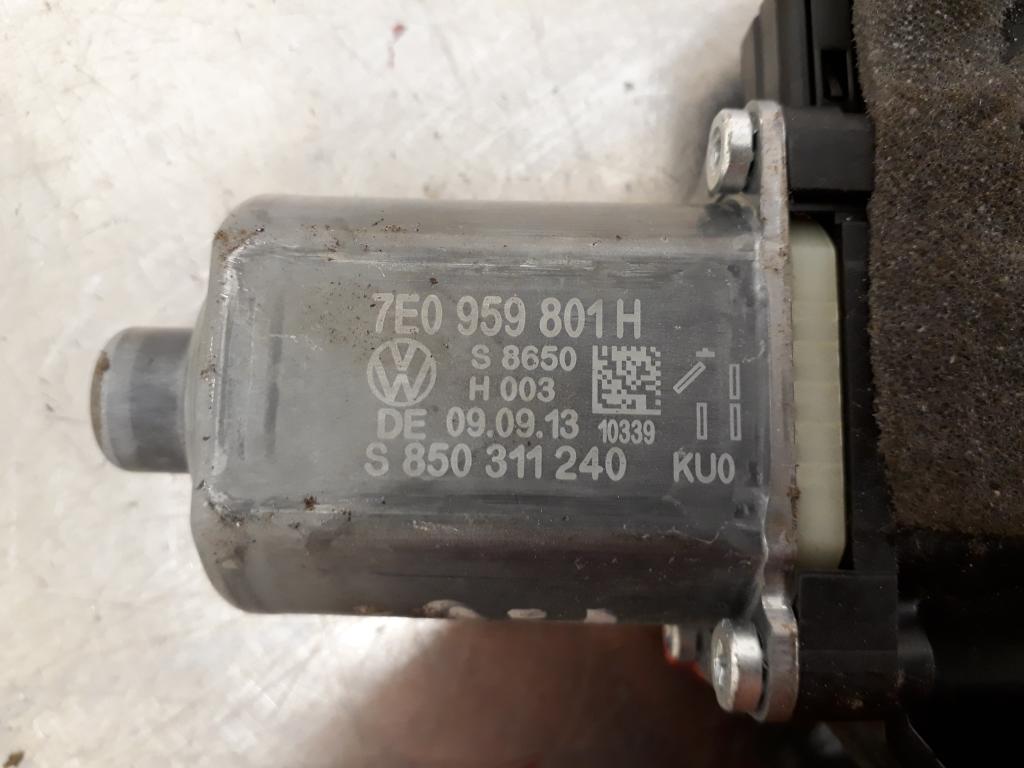 7E0 959 801 H
S 8650
H 003
DE 09.09.13
10339
S 850 311 240
KU0